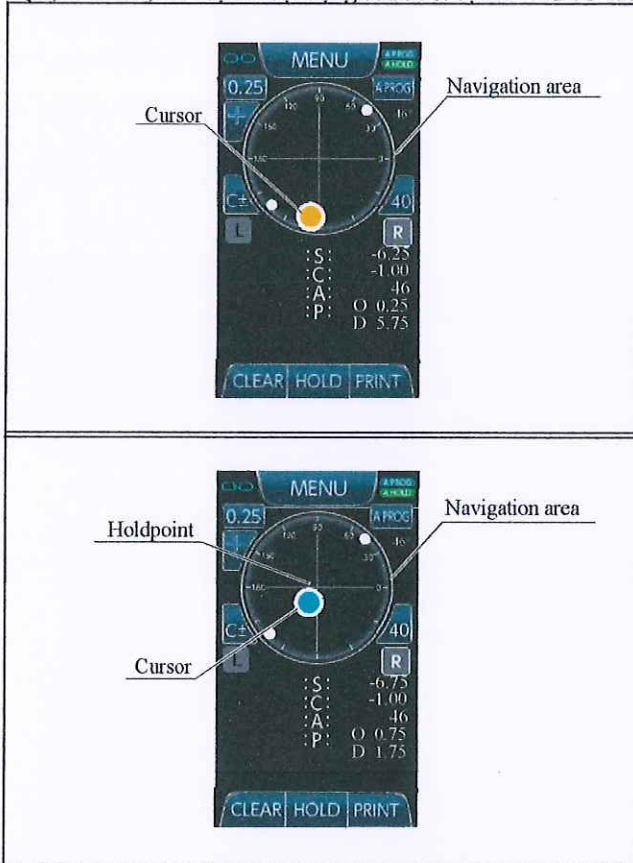 MENU
A PROG
A HOLD
0.25
A PROG
Navigation area
Cursor
+
90
120
60
46°
150
30
180
0
C±
40
L
R
:S: -6.25
:C: -1.00
:A: 46
:P: O 0.25
D 5.75
CLEAR HOLD PRINT
MENU
A PROG
A HOLD
0.25
A PROG
Navigation area
Holdpoint
+
90
120
60
46°
150
30
180
0
C±
40
Cursor
L
R
:S: -6.75
:C: -1.00
:A: 46
:P: O 0.75
D 1.75
CLEAR HOLD PRINT